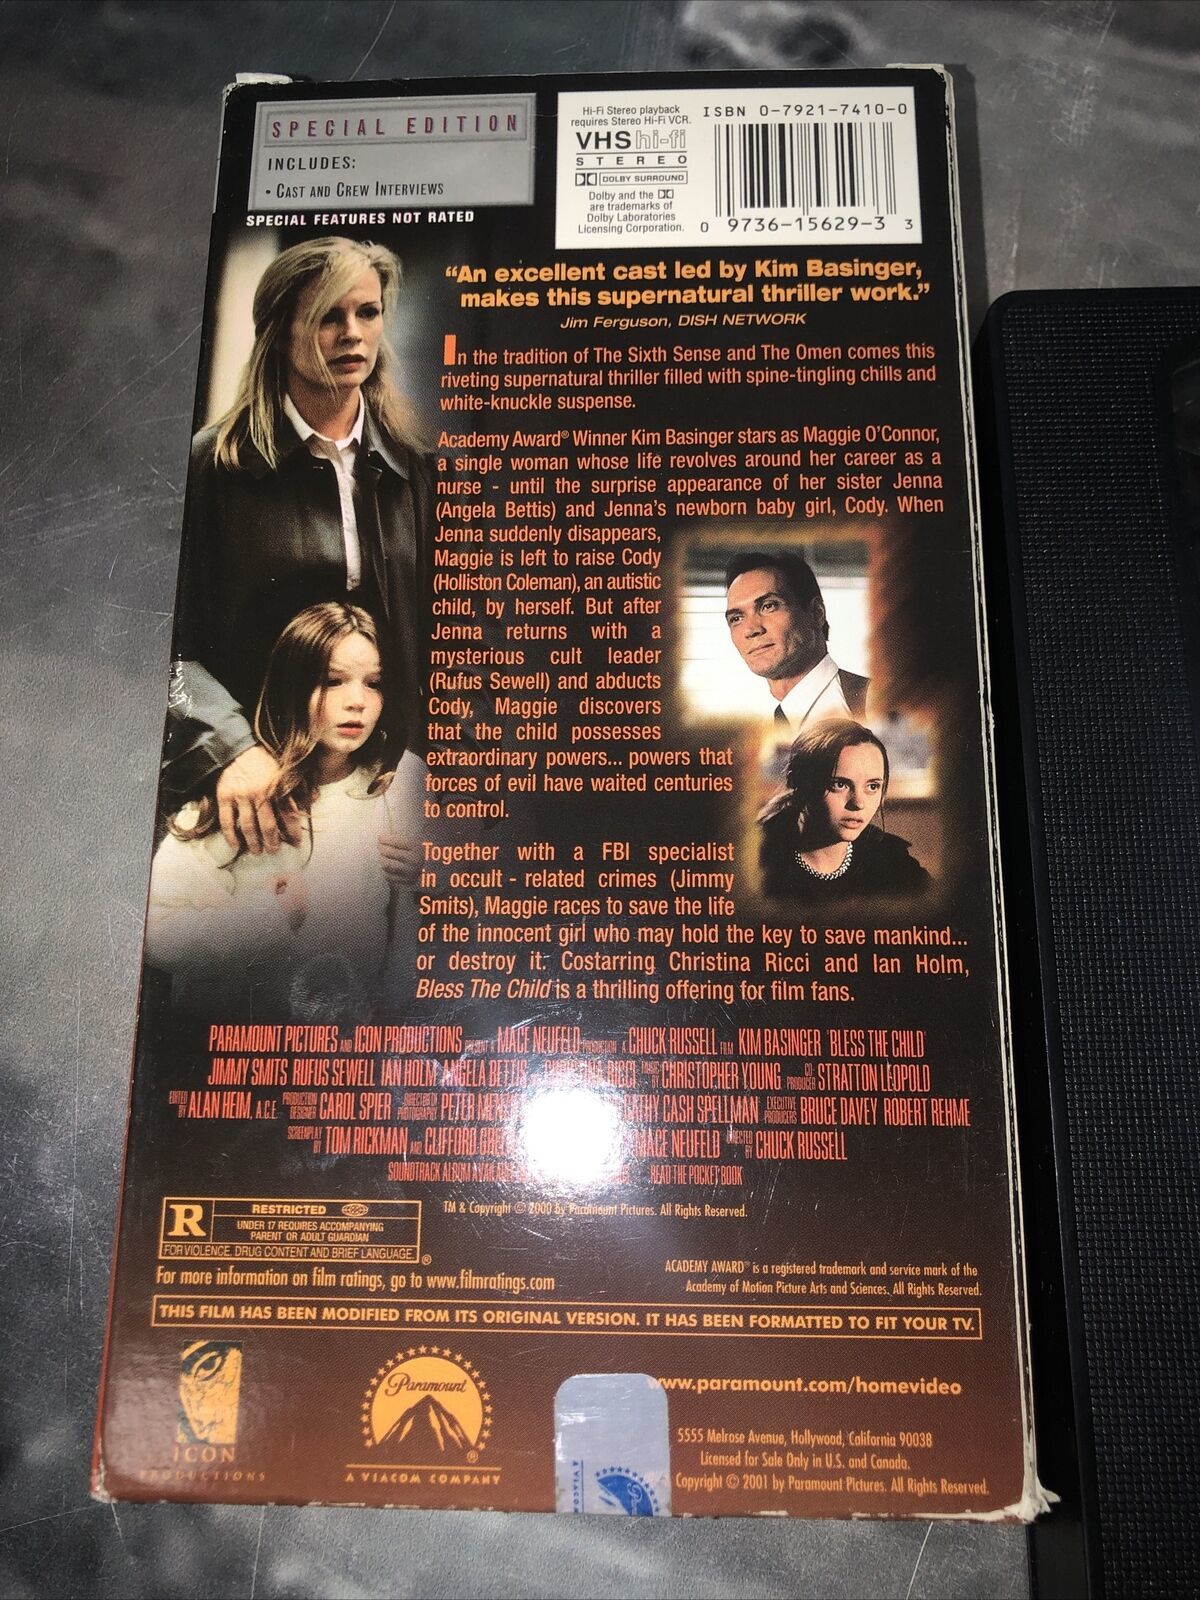 SPECIAL EDITION
INCLUDES:
• CAST AND CREW INTERVIEWS
SPECIAL FEATURES NOT RATED
Hi-Fi Stereo playback
requires Stereo Hi-Fi VCR.
VHS hi-fi
STEREO
DOLBY SURROUND
Dolby and the
are trademarks of
Dolby Laboratories
Licensing Corporation.
ISBN 0-7921-7410-0
0 9736-15629-3 3
“An excellent cast led by Kim Basinger,
makes this supernatural thriller work.”
Jim Ferguson, DISH NETWORK
In the tradition of The Sixth Sense and The Omen comes this
riveting supernatural thriller filled with spine-tingling chills and
white-knuckle suspense.
Academy Award® Winner Kim Basinger stars as Maggie O'Connor,
a single woman whose life revolves around her career as a
nurse - until the surprise appearance of her sister Jenna
(Angela Bettis) and Jenna's newborn baby girl, Cody. When
Jenna suddenly disappears,
Maggie is left to raise Cody
(Holliston Coleman), an autistic
child, by herself. But after
Jenna returns with a
mysterious cult leader
(Rufus Sewell) and abducts
Cody, Maggie discovers
that the child possesses
extraordinary powers... powers that
forces of evil have waited centuries
to control.
Together with a FBI specialist
in occult - related crimes (Jimmy
Smits), Maggie races to save the life
of the innocent girl who may hold the key to save mankind...
or destroy it. Costarring Christina Ricci and Ian Holm,
Bless The Child is a thrilling offering for film fans.
PARAMOUNT PICTURES AND ICON PRODUCTIONS PRESENT A MACE NEUFELD PRODUCTION A CHUCK RUSSELL FILM KIM BASINGER 'BLESS THE CHILD'
JIMMY SMITS RUFUS SEWELL IAN HOLM ANGELA BETTIS CHRISTOPHER YOUNG CO-PRODUCER STRATTON LEOPOLD
EDITED BY ALAN HEIM, A.C.E. PRODUCTION DESIGNER CAROL SPIER DIRECTOR OF PHOTOGRAPHY PETER CASH SPELLMAN EXECUTIVE PRODUCERS BRUCE DAVEY ROBERT REHME
SCREENPLAY BY TOM RICKMAN AND CLIFFORD MACE NEUFELD DIRECTED BY CHUCK RUSSELL
SOUNDTRACK ALBUM READ THE POCKET BOOK
R
RESTRICTED
UNDER 17 REQUIRES ACCOMPANYING
PARENT OR ADULT GUARDIAN
FOR VIOLENCE, DRUG CONTENT AND BRIEF LANGUAGE. ®
TM & Copyright © 2000 by Paramount Pictures. All Rights Reserved.
For more information on film ratings, go to www.filmratings.com
ACADEMY AWARD® is a registered trademark and service mark of the
Academy of Motion Picture Arts and Sciences. All Rights Reserved.
THIS FILM HAS BEEN MODIFIED FROM ITS ORIGINAL VERSION. IT HAS BEEN FORMATTED TO FIT YOUR TV.
ICON
PRODUCTIONS
Paramount
®
A VIACOM COMPANY
www.paramount.com/homevideo
5555 Melrose Avenue, Hollywood, California 90038
Licensed for Sale Only in U.S. and Canada.
Copyright © 2001 by Paramount Pictures. All Rights Reserved.